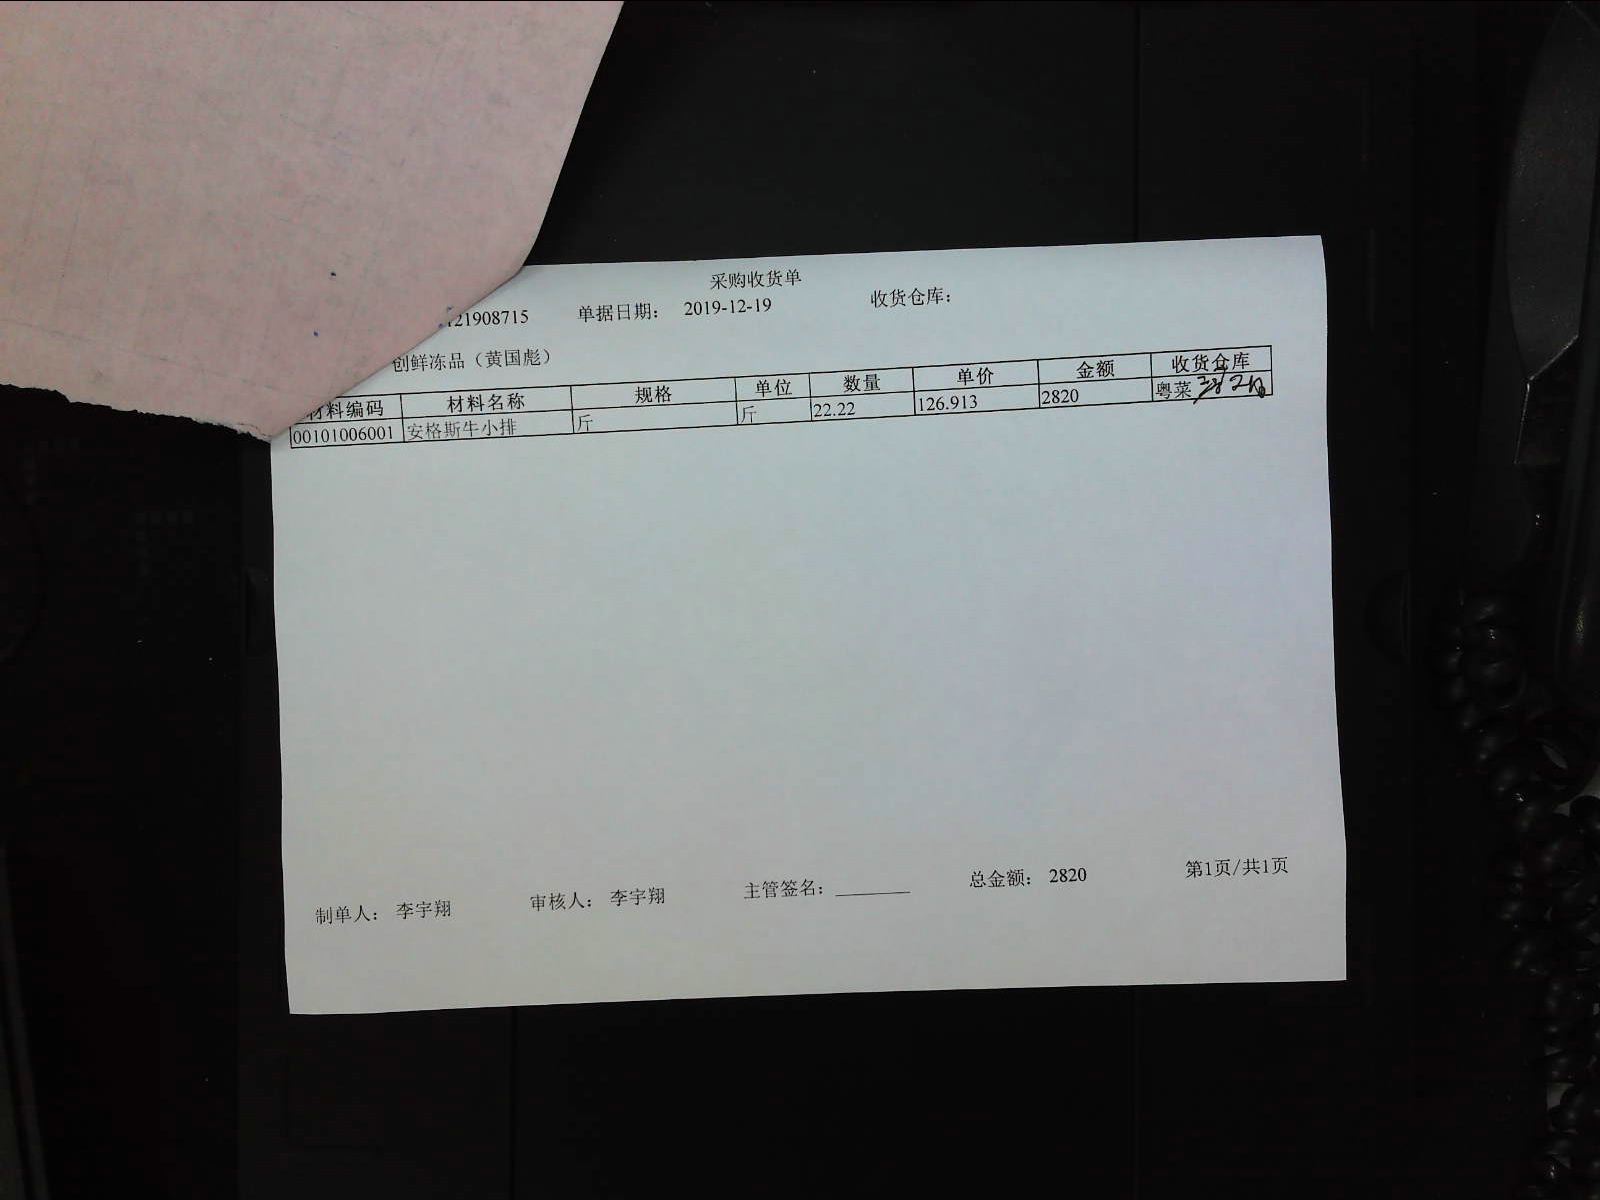 采购收货单
121908715 单据日期: 2019-12-19 收货仓库:
创鲜冻品（黄国彪）
材料编码 材料名称 规格 单位 数量 单价 金额 收货仓库
00101006001 安格斯牛小排 斤 斤 22.22 126.913 2820 粤菜
制单人: 李宇翔 审核人: 李宇翔 主管签名: 总金额: 2820 第1页/共1页